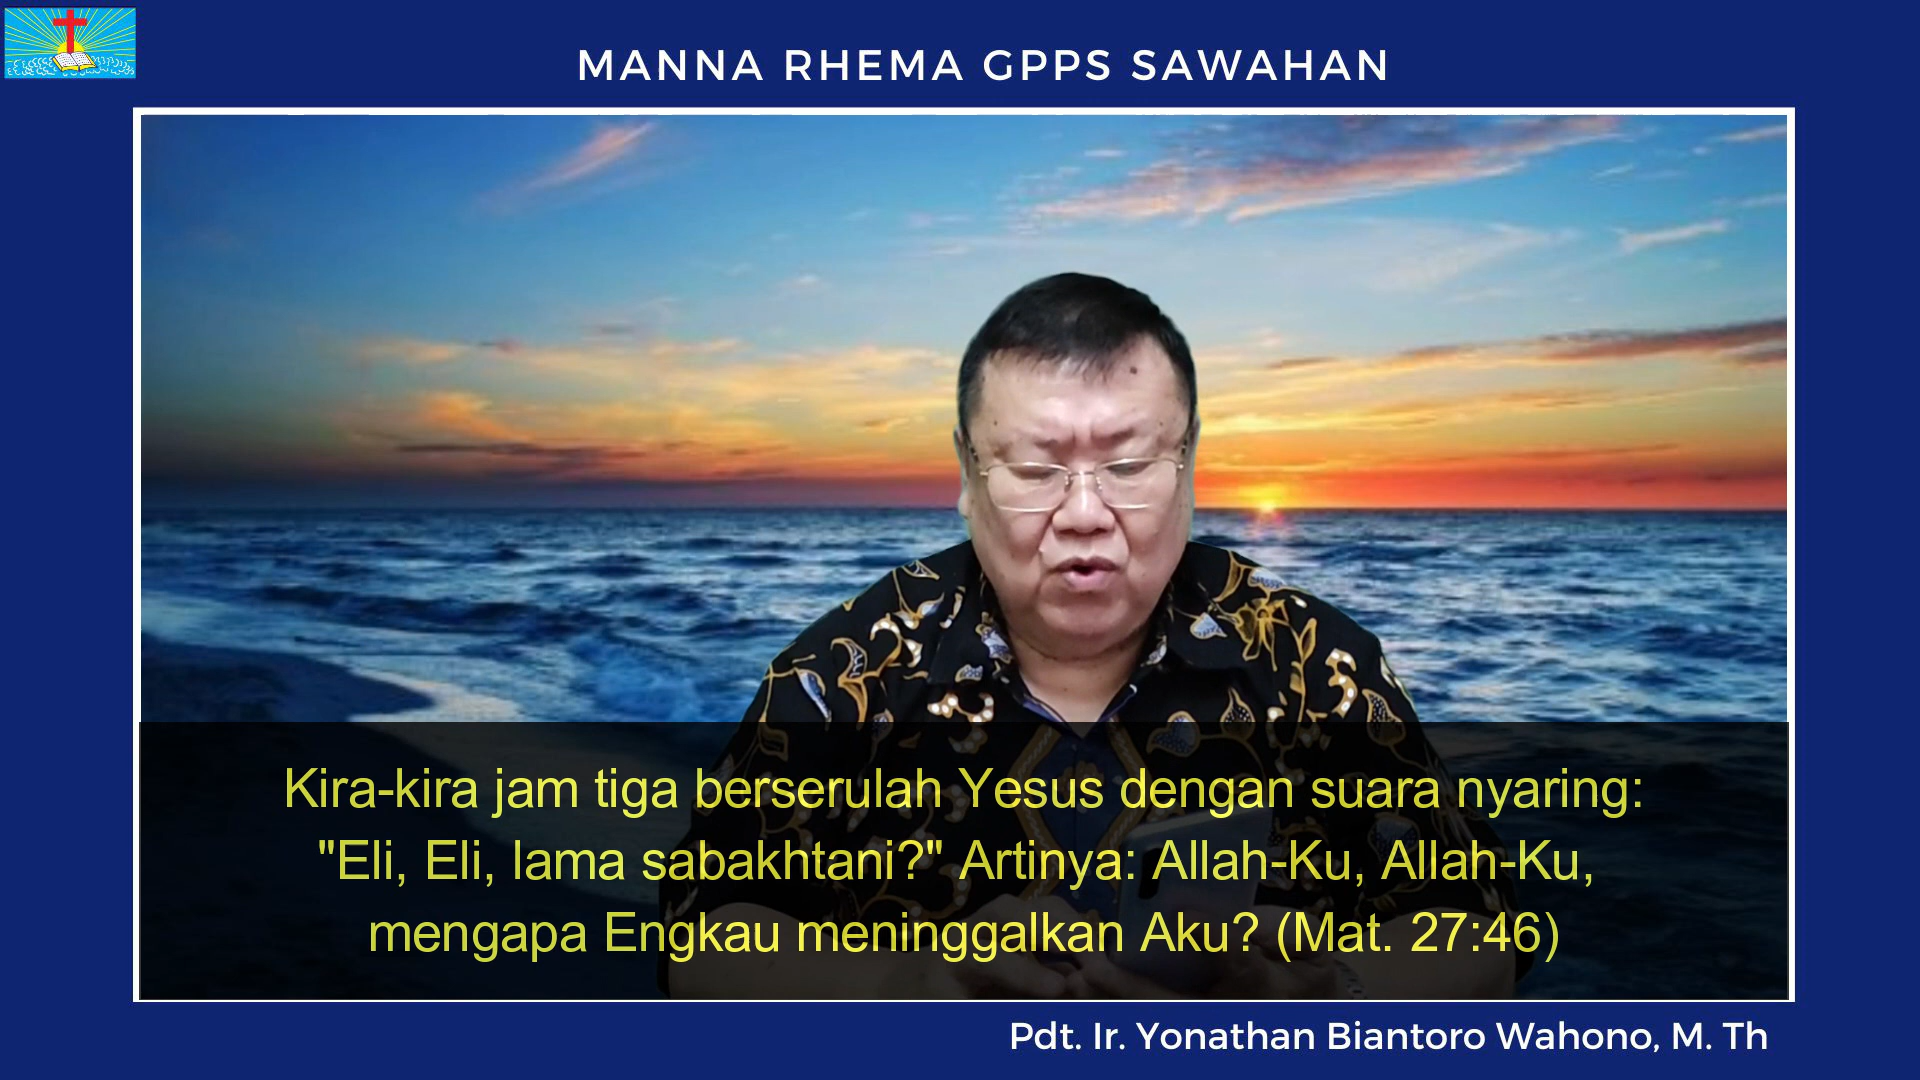 MANNA RHEMA GPPS SAWAHAN
Kira-kira jam tiga berserulah Yesus dengan suara nyaring:
"Eli, Eli, lama sabakhtani?" Artinya: Allah-Ku, Allah-Ku,
mengapa Engkau meninggalkan Aku? (Mat. 27:46)
Pdt. Ir. Yonathan Biantoro Wahono, M. Th